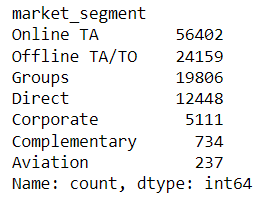 market_segment
Online TA        56402
Offline TA/TO    24159
Groups           19806
Direct           12448
Corporate         5111
Complementary      734
Aviation           237
Name: count, dtype: int64